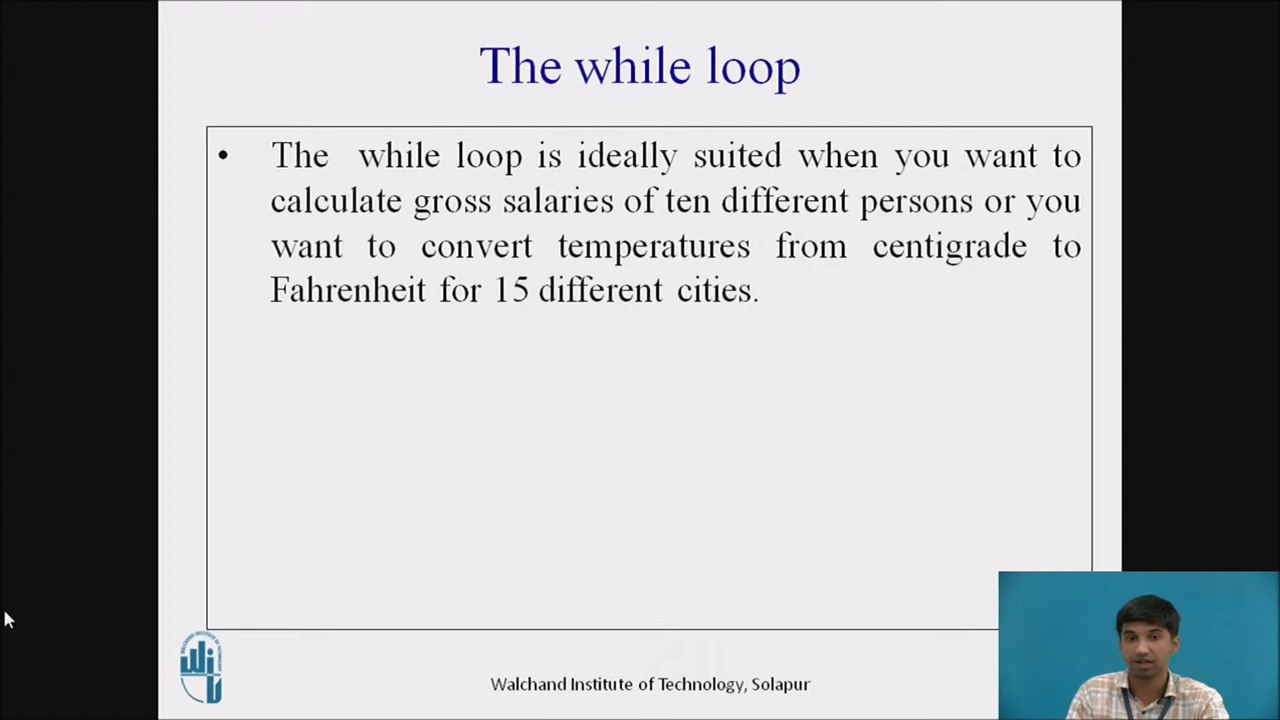 The while loop
• The while loop is ideally suited when you want to
calculate gross salaries of ten different persons or you
want to convert temperatures from centigrade to
Fahrenheit for 15 different cities.
Walchand Institute of Technology, Solapur